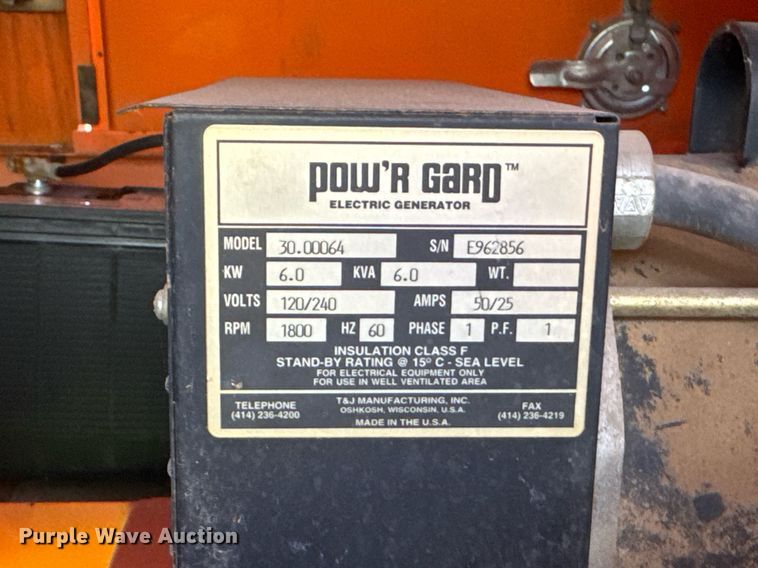 POW'R GARD™
ELECTRIC GENERATOR
MODEL 30.00064 S/N E962856
KW 6.0 KVA 6.0 WT.
VOLTS 120/240 AMPS 50/25
RPM 1800 HZ 60 PHASE 1 P.F. 1
INSULATION CLASS F
STAND-BY RATING @ 15° C - SEA LEVEL
FOR ELECTRICAL EQUIPMENT ONLY
FOR USE IN WELL VENTILATED AREA
TELEPHONE
(414) 236-4200
T&J MANUFACTURING, INC.
OSHKOSH, WISCONSIN, U.S.A.
MADE IN THE U.S.A.
FAX
(414) 236-4219
Purple Wave Auction